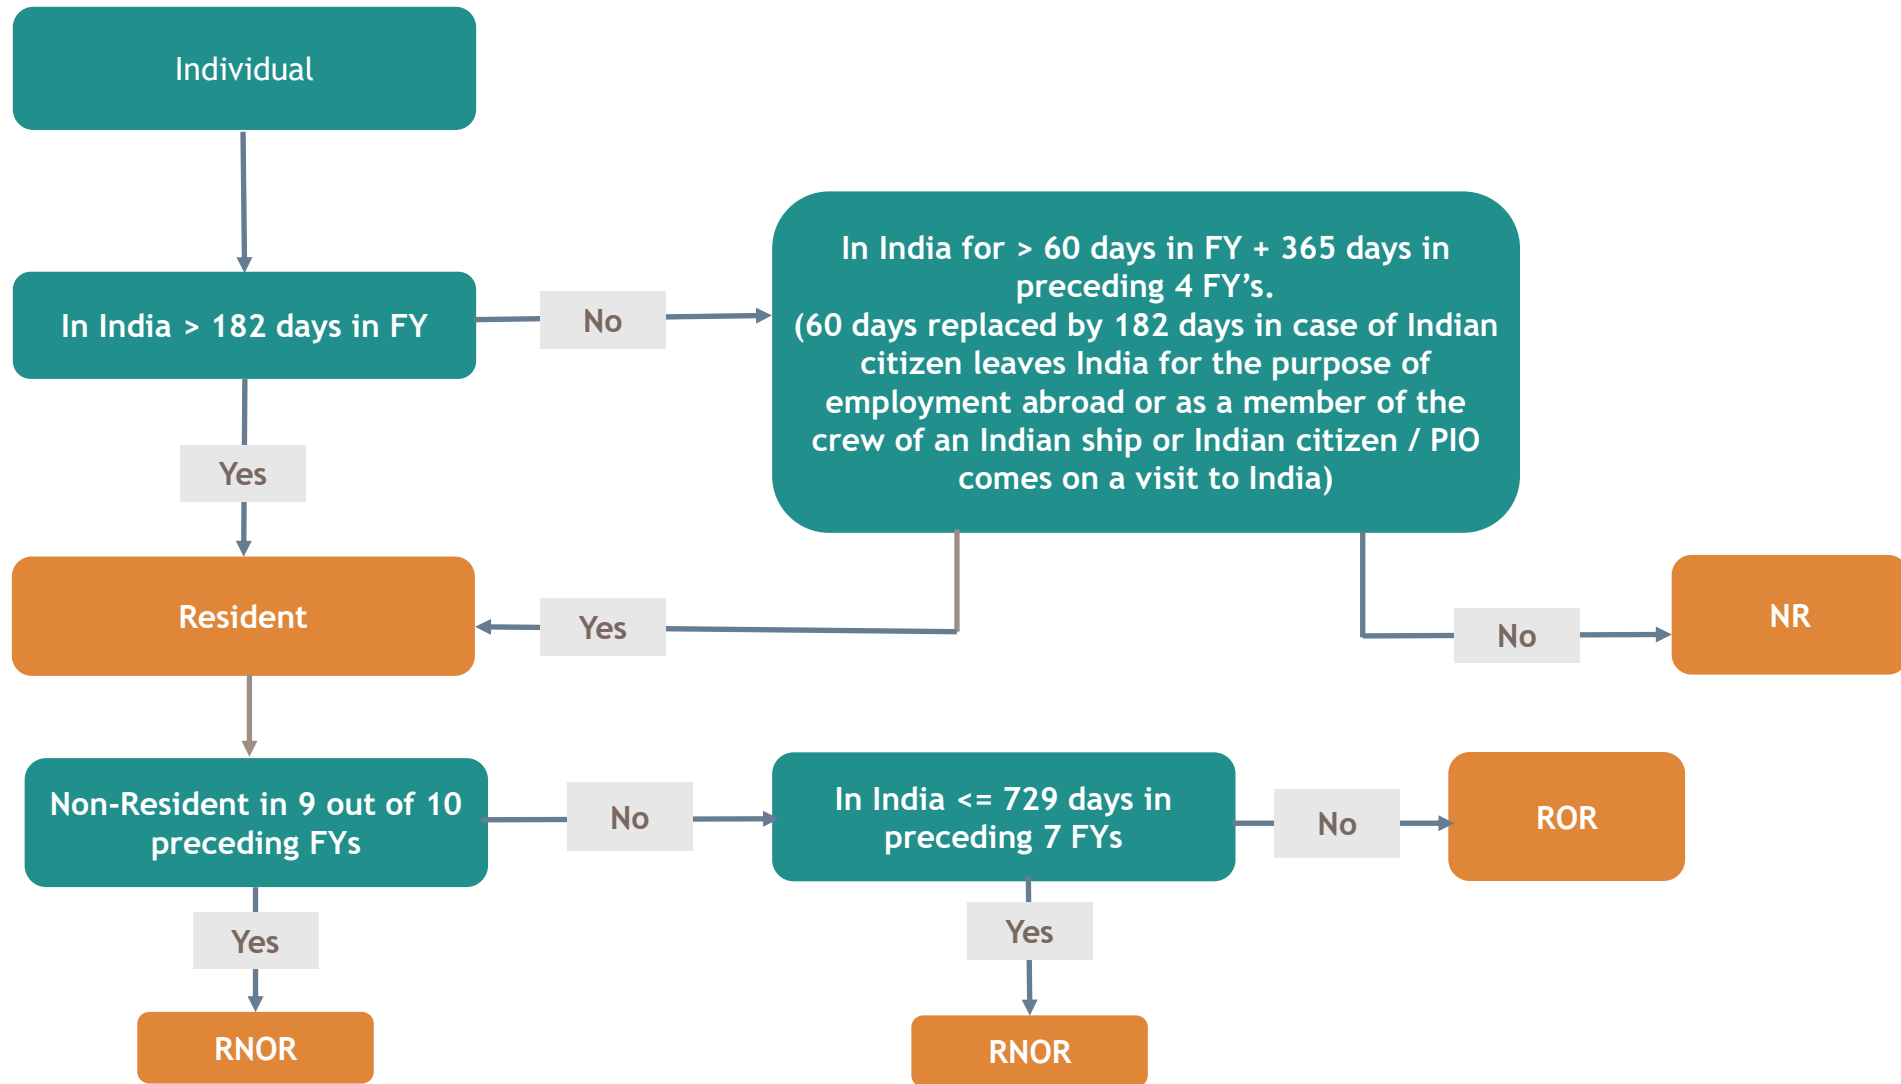 Individual
In India > 182 days in FY
No
In India for > 60 days in FY + 365 days in
preceding 4 FY’s.
(60 days replaced by 182 days in case of Indian
citizen leaves India for the purpose of
employment abroad or as a member of the
crew of an Indian ship or Indian citizen / PIO
comes on a visit to India)
Yes
Resident
Yes
No
NR
Non-Resident in 9 out of 10
preceding FYs
No
In India <= 729 days in
preceding 7 FYs
No
ROR
Yes
Yes
RNOR
RNOR